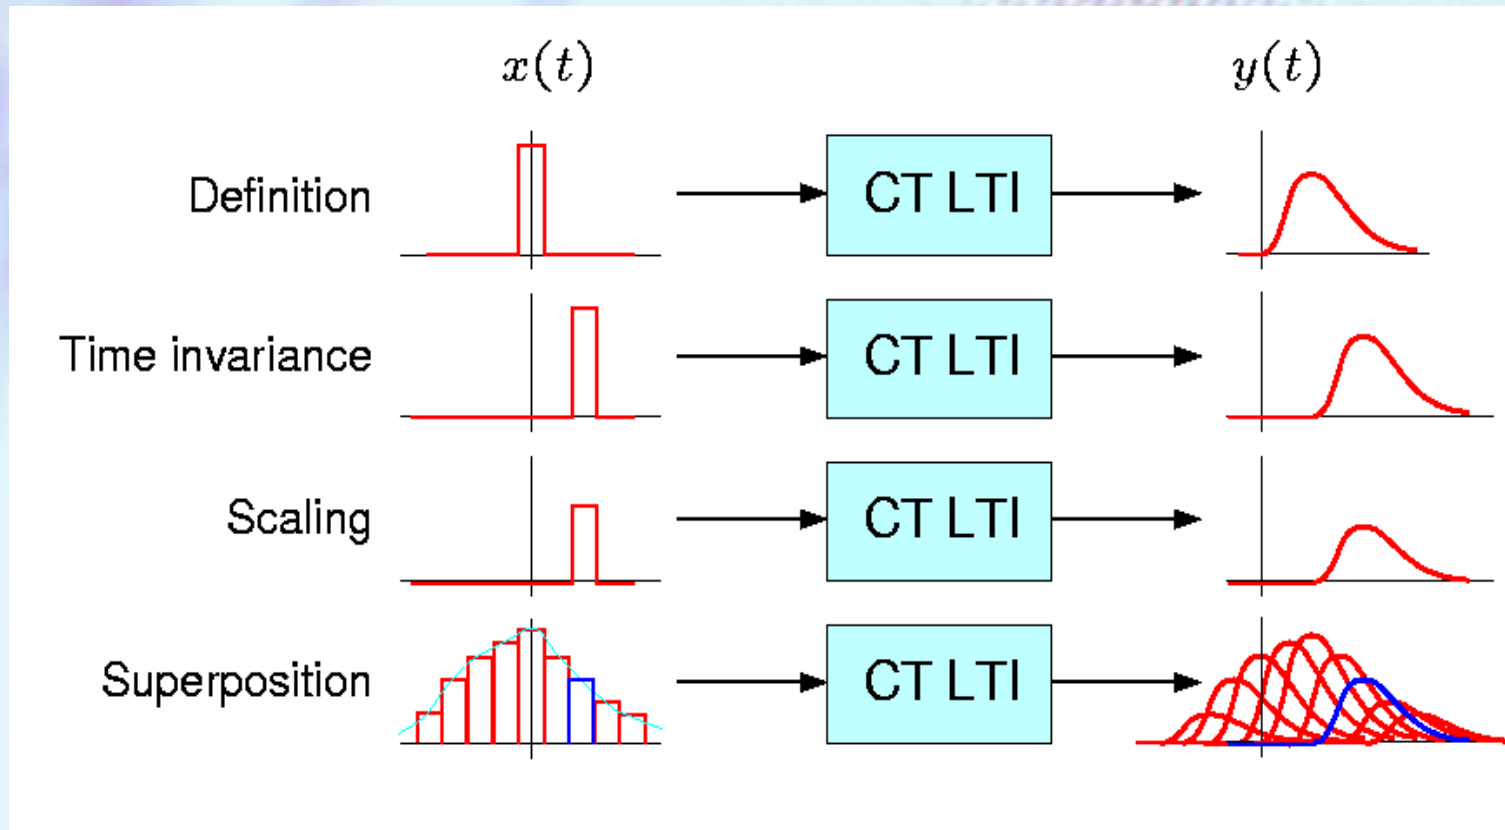 x(t) y(t)
Definition CT LTI
Time invariance CT LTI
Scaling CT LTI
Superposition CT LTI